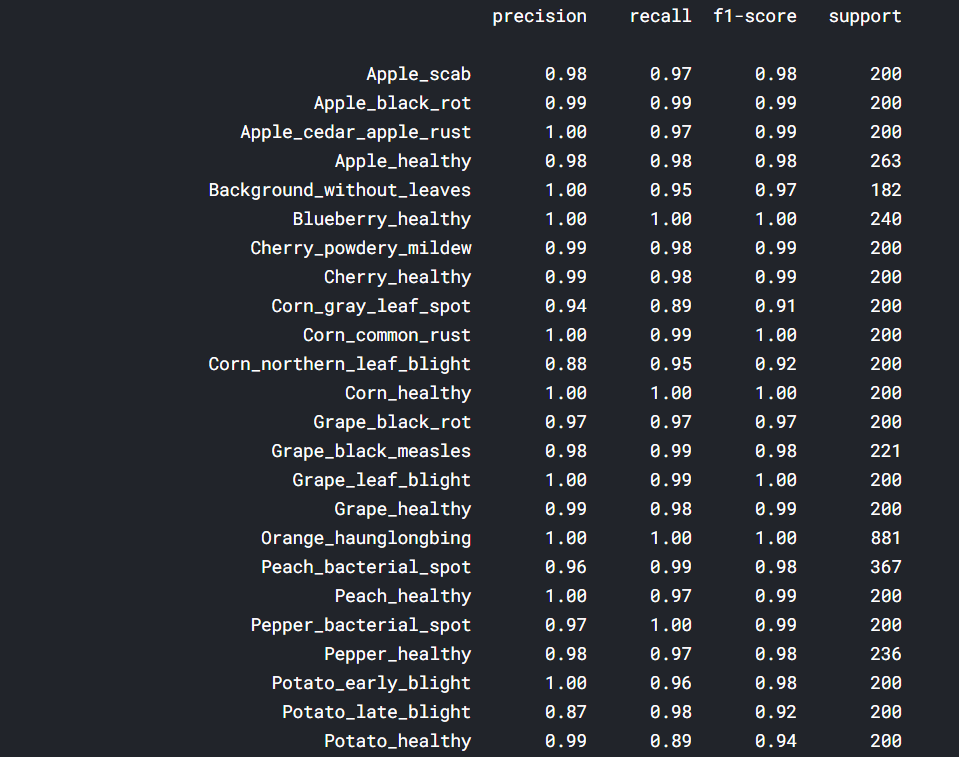 precision recall f1-score support
Apple_scab 0.98 0.97 0.98 200
Apple_black_rot 0.99 0.99 0.99 200
Apple_cedar_apple_rust 1.00 0.97 0.99 200
Apple_healthy 0.98 0.98 0.98 263
Background_without_leaves 1.00 0.95 0.97 182
Blueberry_healthy 1.00 1.00 1.00 240
Cherry_powdery_mildew 0.99 0.98 0.99 200
Cherry_healthy 0.99 0.98 0.99 200
Corn_gray_leaf_spot 0.94 0.89 0.91 200
Corn_common_rust 1.00 0.99 1.00 200
Corn_northern_leaf_blight 0.88 0.95 0.92 200
Corn_healthy 1.00 1.00 1.00 200
Grape_black_rot 0.97 0.97 0.97 200
Grape_black_measles 0.98 0.99 0.98 221
Grape_leaf_blight 1.00 0.99 1.00 200
Grape_healthy 0.99 0.98 0.99 200
Orange_haunglongbing 1.00 1.00 1.00 881
Peach_bacterial_spot 0.96 0.99 0.98 367
Peach_healthy 1.00 0.97 0.99 200
Pepper_bacterial_spot 0.97 1.00 0.99 200
Pepper_healthy 0.98 0.97 0.98 236
Potato_early_blight 1.00 0.96 0.98 200
Potato_late_blight 0.87 0.98 0.92 200
Potato_healthy 0.99 0.89 0.94 200